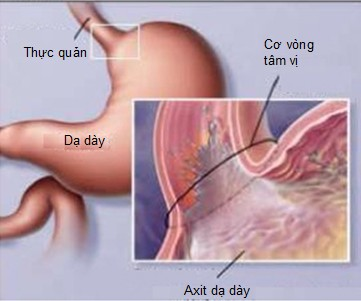 Thực quản
Cơ vòng
tâm vị
Dạ dày
Axit dạ dày